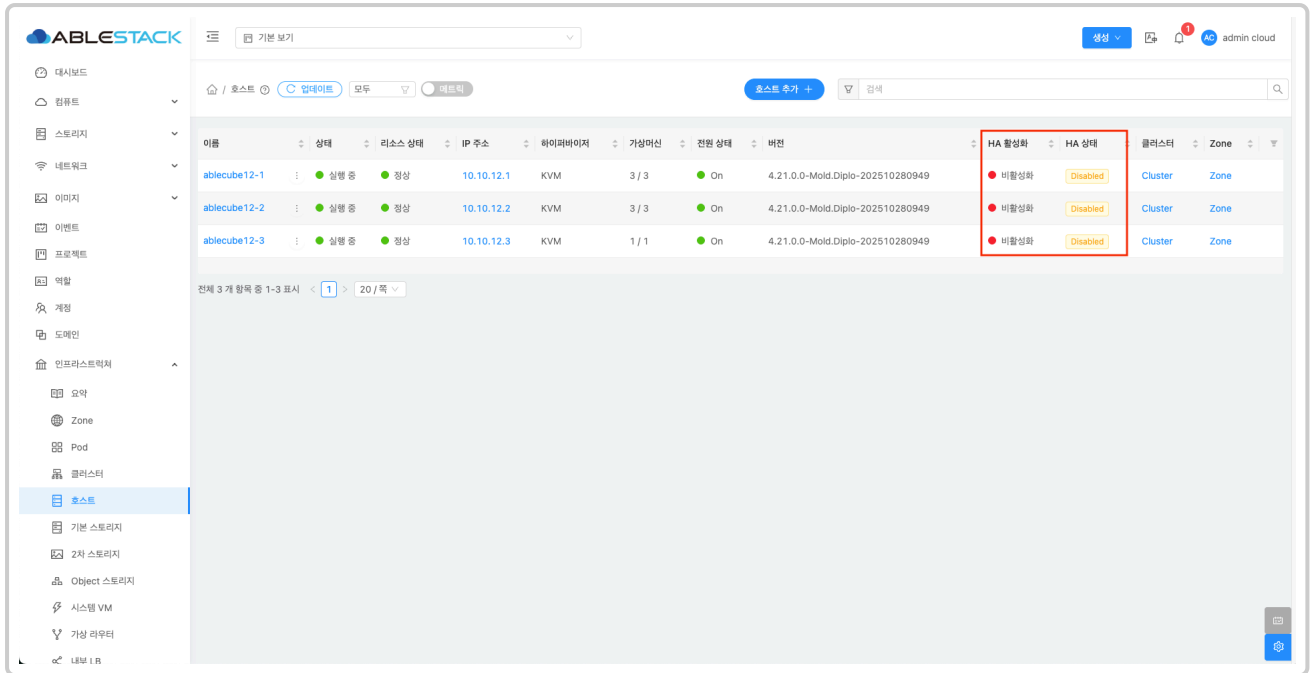 ABLESTACK
기본 보기
생성
1
AC admin cloud
대시보드
컴퓨트
스토리지
네트워크
이미지
이벤트
프로젝트
역할
계정
도메인
인프라스트럭쳐
요약
Zone
Pod
클러스터
호스트
기본 스토리지
2차 스토리지
Object 스토리지
시스템 VM
가상 라우터
내부 LB
/ 호스트 업데이트 모두 메트릭
호스트 추가 + 검색
이름 상태 리소스 상태 IP 주소 하이퍼바이저 가상머신 전원 상태 버전 HA 활성화 HA 상태 클러스터 Zone
ablecube12-1 실행 중 정상 10.10.12.1 KVM 3 / 3 On 4.21.0.0-Mold.Diplo-202510280949 비활성화 Disabled Cluster Zone
ablecube12-2 실행 중 정상 10.10.12.2 KVM 3 / 3 On 4.21.0.0-Mold.Diplo-202510280949 비활성화 Disabled Cluster Zone
ablecube12-3 실행 중 정상 10.10.12.3 KVM 1 / 1 On 4.21.0.0-Mold.Diplo-202510280949 비활성화 Disabled Cluster Zone
전체 3 개 항목 중 1-3 표시 < 1 > 20 / 쪽